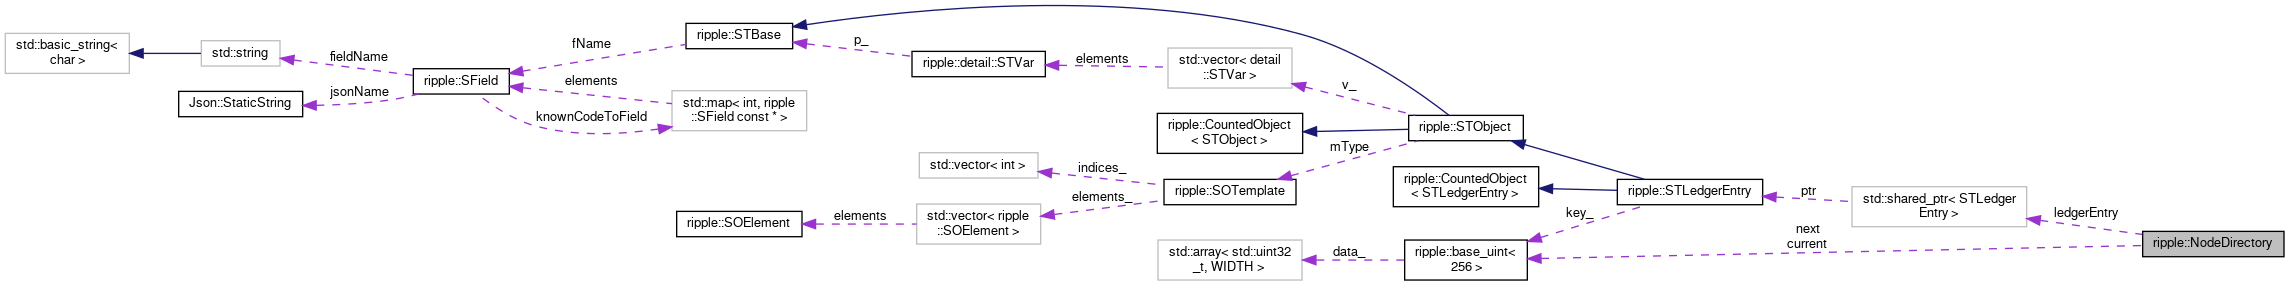 std::basic_string<
char >
std::string
fieldName
jsonName
Json::StaticString
ripple::SField
fName
elements
knownCodeToField
ripple::STBase
std::map< int, ripple
::SField const * >
p_
ripple::detail::STVar
elements
std::vector< detail
::STVar >
v_
ripple::CountedObject
< STObject >
ripple::STObject
mType
std::vector< int >
indices_
elements_
ripple::SOTemplate
ripple::SOElement
elements
std::vector< ripple
::SOElement >
ripple::CountedObject
< STLedgerEntry >
ripple::STLedgerEntry
key_
ptr
std::shared_ptr< STLedger
Entry >
ledgerEntry
std::array< std::uint32
_t, WIDTH >
data_
ripple::base_uint<
256 >
next
current
ripple::NodeDirectory